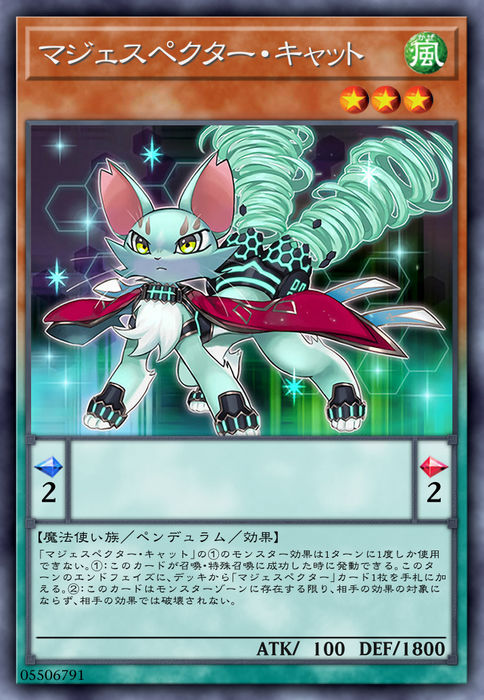 マジェスペクター・キャット
かぜ
風
2
2
【魔法使い族／ペンデュラム／効果】
「マジェスペクター・キャット」の①のモンスター効果は1ターンに1度しか使用
できない。①：このカードが召喚・特殊召喚に成功した時に発動できる。このタ
ーンのエンドフェイズに、デッキから「マジェスペクター」カード1枚を手札に加
える。②：このカードはモンスターゾーンに存在する限り、相手の効果の対象に
ならず、相手の効果では破壊されない。
ATK/ 100 DEF/1800
05506791